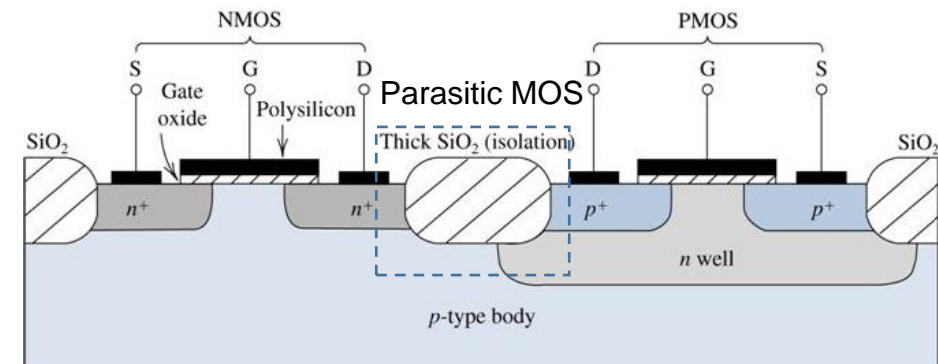 NMOS
PMOS
S
G
D
D
G
S
Parasitic MOS
Gate
oxide
Polysilicon
SiO₂
Thick SiO₂ (isolation)
SiO₂
n⁺
n⁺
p⁺
p⁺
n well
p-type body